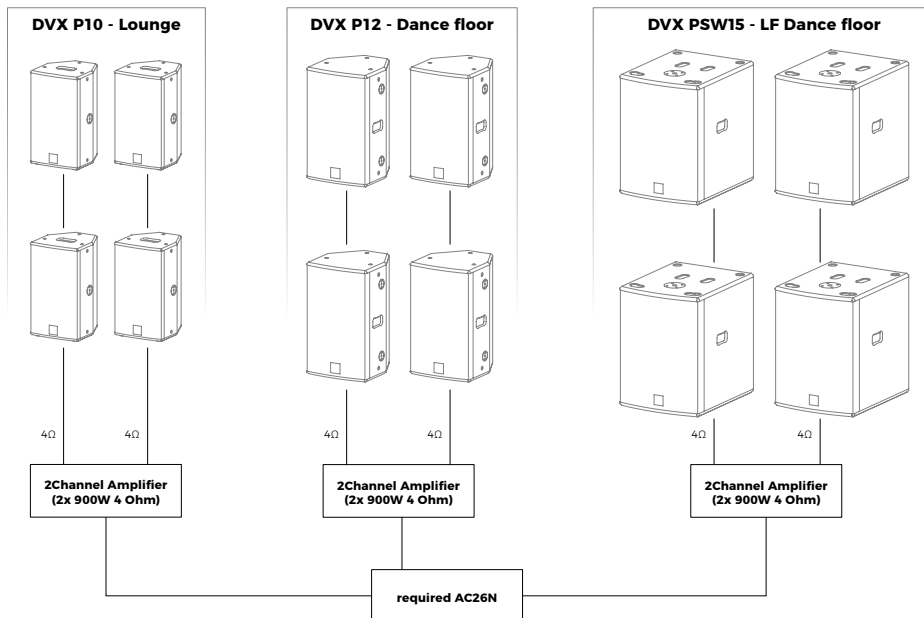 DVX P10 - Lounge
DVX P12 - Dance floor
DVX PSW15 - LF Dance floor
4Ω
4Ω
4Ω
4Ω
4Ω
4Ω
2Channel Amplifier
(2x 900W 4 Ohm)
2Channel Amplifier
(2x 900W 4 Ohm)
2Channel Amplifier
(2x 900W 4 Ohm)
required AC26N